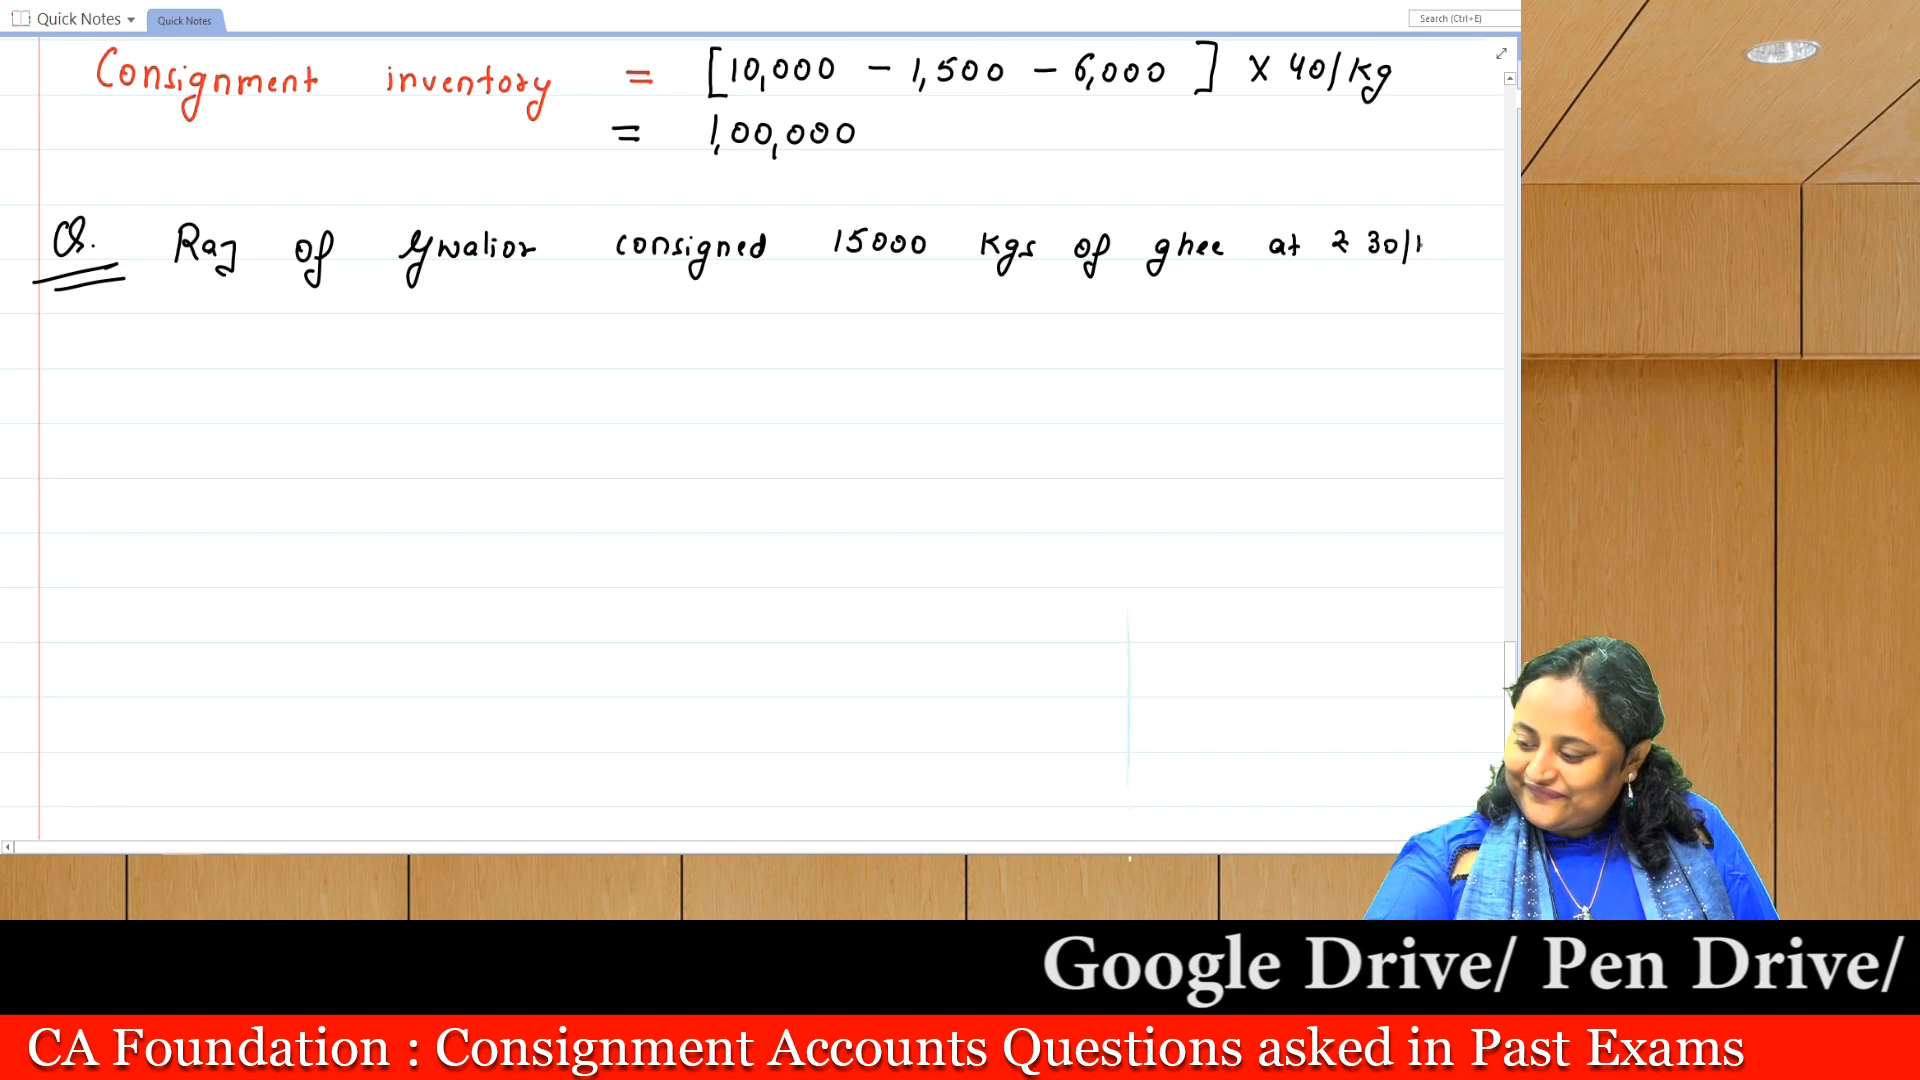 Quick Notes
Quick Notes
Search (Ctrl+E)
Consignment inventory = [10,000 - 1,500 - 6,000] X 40/kg
= 1,00,000
Q. Raj of Gwalior consigned 15000 kgs of ghee at ₹ 30/
Google Drive/ Pen Drive/
CA Foundation : Consignment Accounts Questions asked in Past Exams